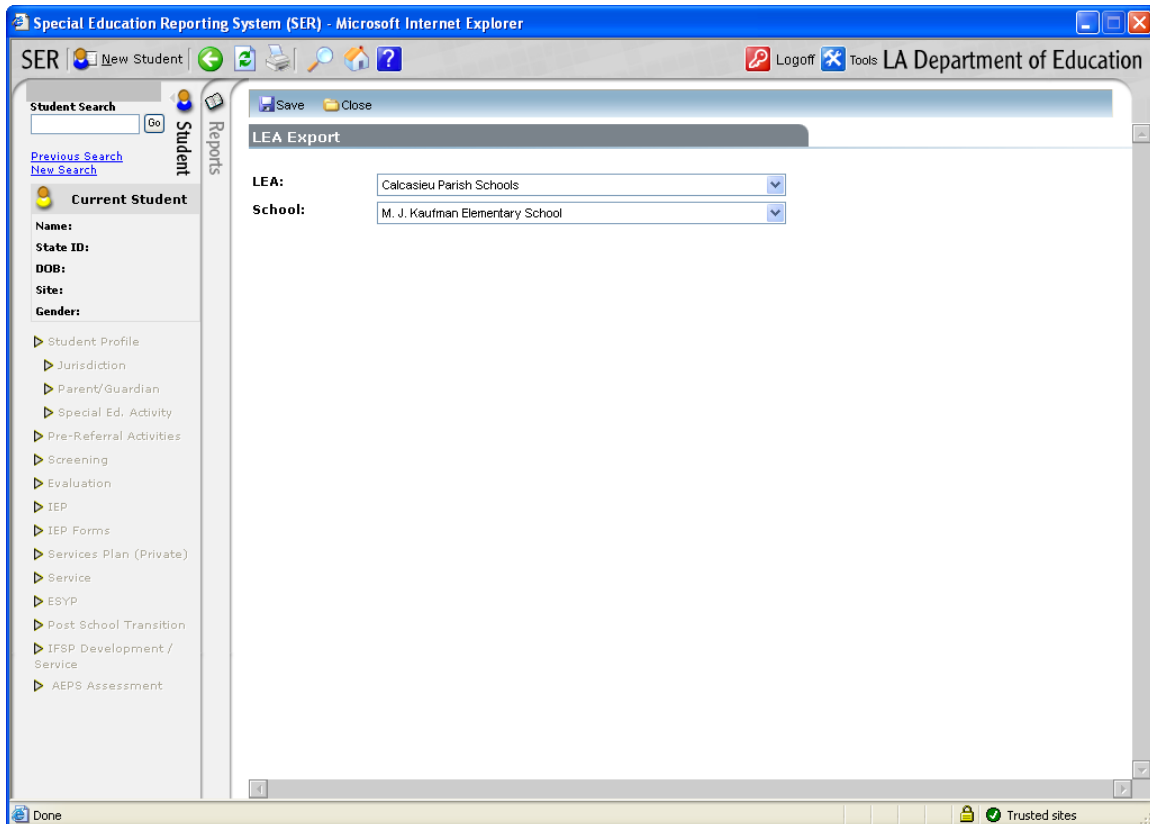 Special Education Reporting System (SER) - Microsoft Internet Explorer
SER New Student Logoff Tools LA Department of Education
Student Search
Go
Previous Search
New Search
Student
Reports
Current Student
Name:
State ID:
DOB:
Site:
Gender:
Student Profile
Jurisdiction
Parent/Guardian
Special Ed. Activity
Pre-Referral Activities
Screening
Evaluation
IEP
IEP Forms
Services Plan (Private)
Service
ESYP
Post School Transition
IFSP Development /
Service
AEPS Assessment
Save Close
LEA Export
LEA: Calcasieu Parish Schools
School: M. J. Kaufman Elementary School
Done Trusted sites